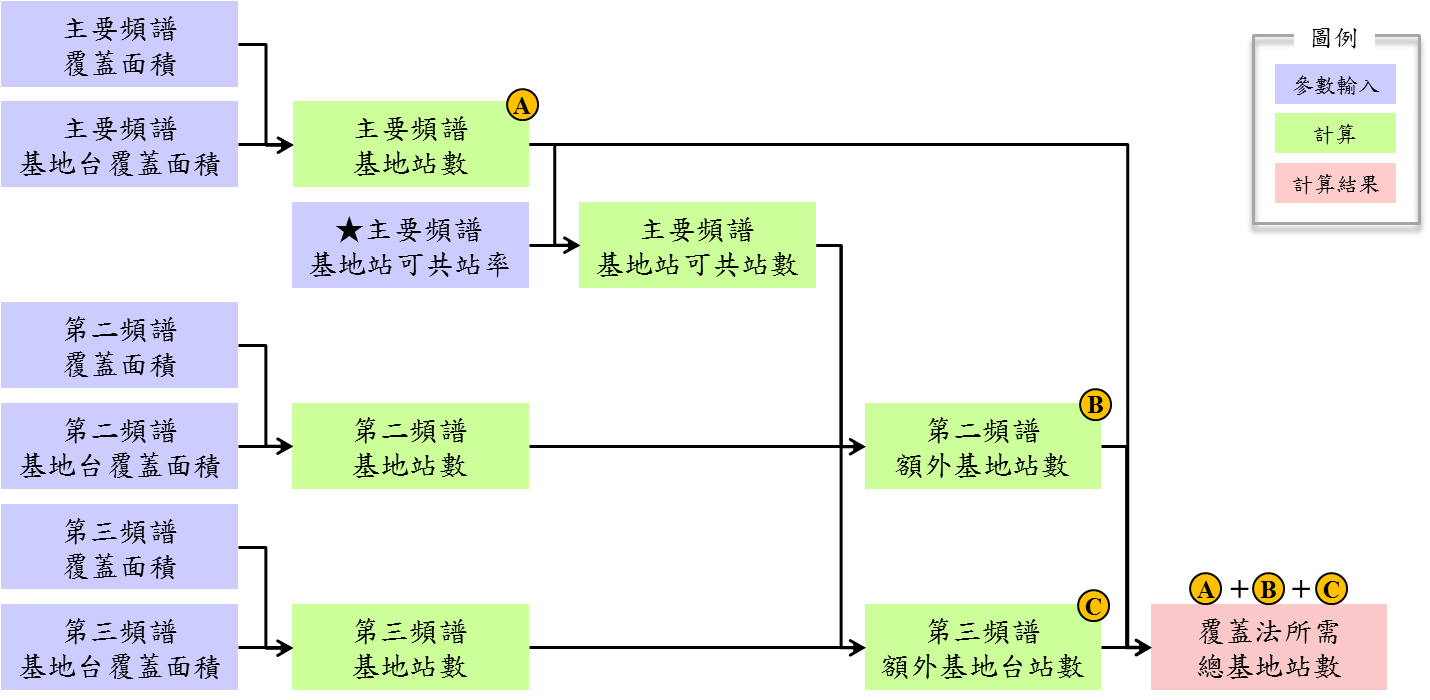 主要頻譜
覆蓋面積
主要頻譜
基地台覆蓋面積
A
主要頻譜
基地站數
★主要頻譜
基地站可共站率
主要頻譜
基地站可共站數
第二頻譜
覆蓋面積
第二頻譜
基地台覆蓋面積
第二頻譜
基地站數
B
第二頻譜
額外基地站數
第三頻譜
覆蓋面積
第三頻譜
基地台覆蓋面積
第三頻譜
基地站數
C
第三頻譜
額外基地台站數
A+B+C
覆蓋法所需
總基地站數
圖例
參數輸入
計算
計算結果